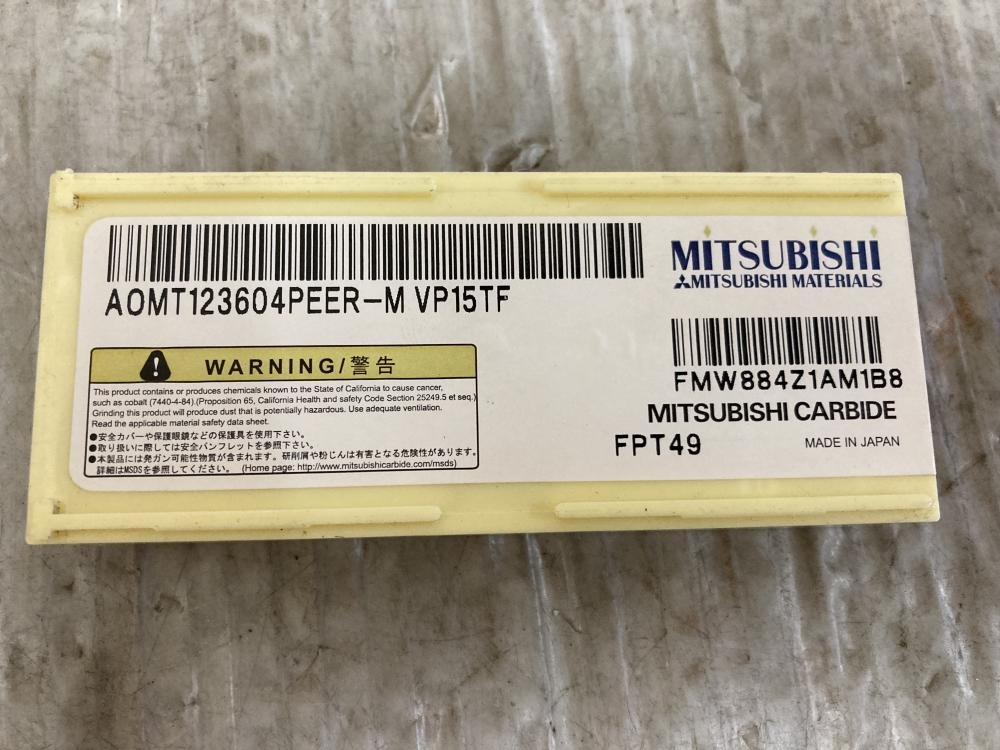 AOMT123604PEER-M VP15TF
MITSUBISHI
MITSUBISHI MATERIALS
FMW884Z1AM1B8
MITSUBISHI CARBIDE
FPT49
MADE IN JAPAN
WARNING/警告
This product contains or produces chemicals known to the State of California to cause cancer,
such as cobalt (7440-4-84).(Proposition 65, California Health and safety Code Section 25249.5 et seq.)
Grinding this product will produce dust that is potentially hazardous. Use adequate ventilation.
Read the applicable material safety data sheet.
●安全カバーや保護眼鏡などの保護具を使用下さい。
●取り扱いに際しては安全パンフレットを参照下さい。
●本製品には発ガン可能性物質が含まれます。研削屑や粉じんは有害となる危険性があります。
詳細はMSDSを参照してください。 (Home page: http://www.mitsubishicarbide.com/msds)